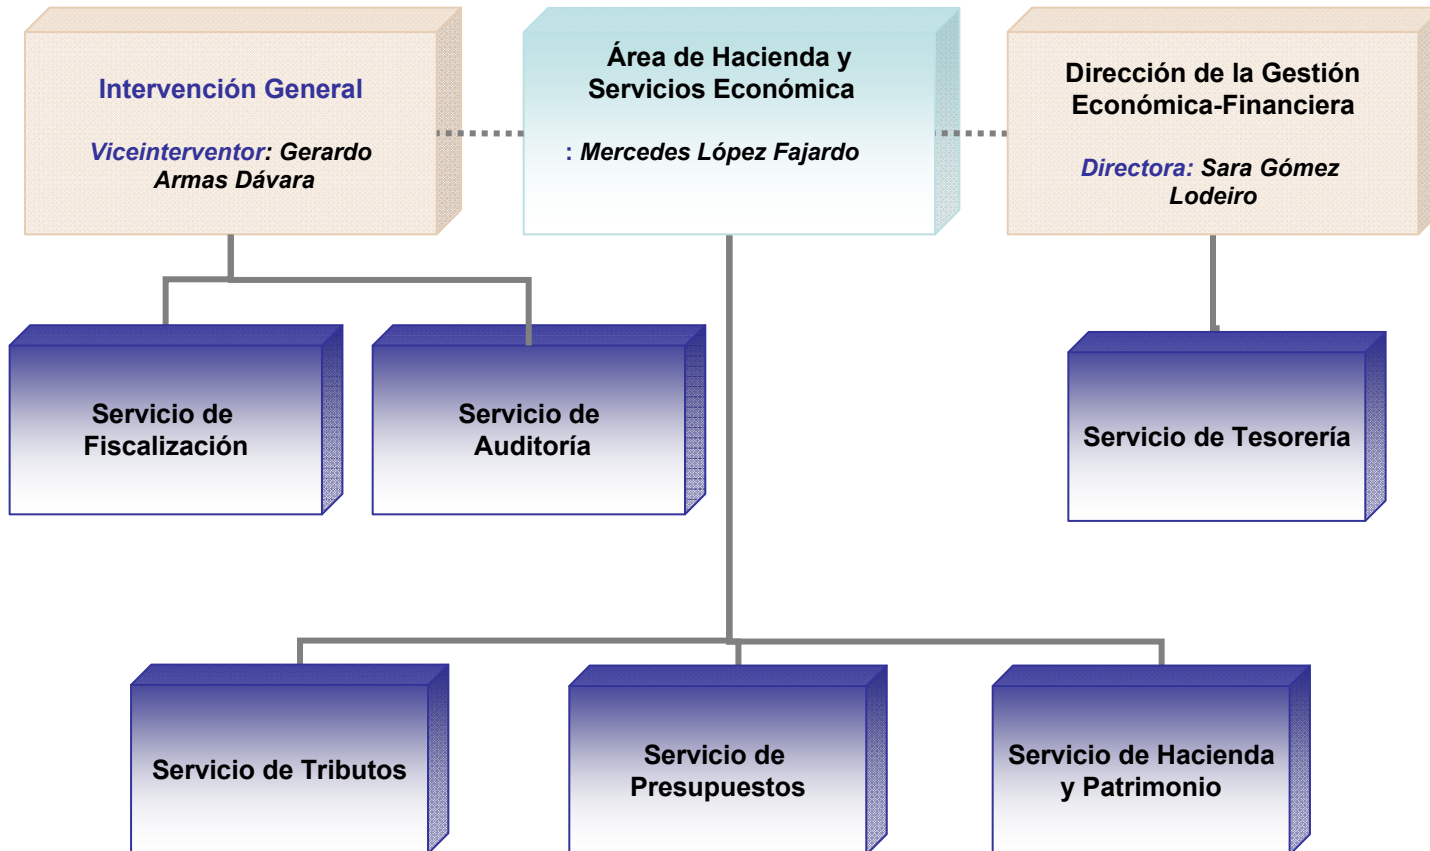 Intervención General
Viceinterventor: Gerardo
Armas Dávara
Área de Hacienda y
Servicios Económica
: Mercedes López Fajardo
Dirección de la Gestión
Económica-Financiera
Directora: Sara Gómez
Lodeiro
Servicio de
Fiscalización
Servicio de
Auditoría
Servicio de Tesorería
Servicio de Tributos
Servicio de
Presupuestos
Servicio de Hacienda
y Patrimonio